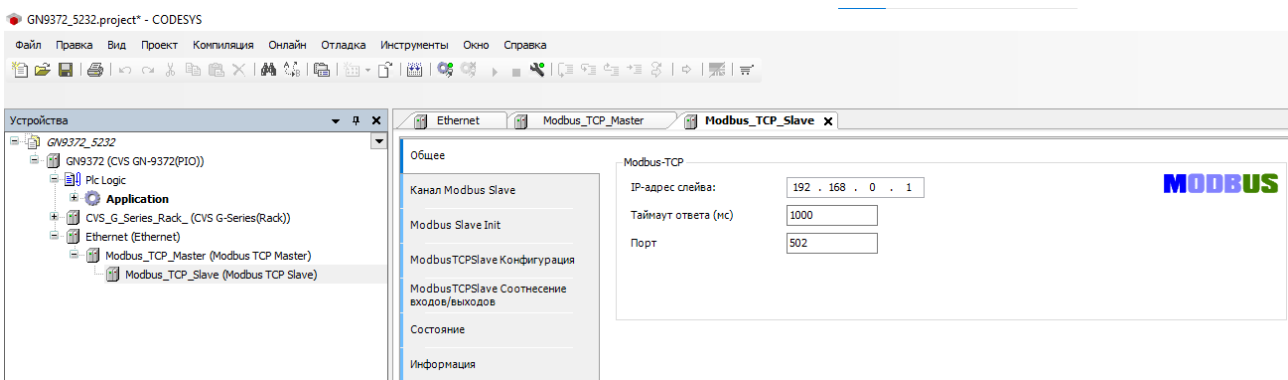 GN9372_5232.project* - CODESYS
Файл Правка Вид Проект Компиляция Онлайн Отладка Инструменты Окно Справка
Устройства
GN9372_5232
GN9372 (CVS GN-9372(PIO))
Plc Logic
Application
CVS_G_Series_Rack_ (CVS G-Series(Rack))
Ethernet (Ethernet)
Modbus_TCP_Master (Modbus TCP Master)
Modbus_TCP_Slave (Modbus TCP Slave)
Ethernet Modbus_TCP_Master Modbus_TCP_Slave
Общее
Канал Modbus Slave
Modbus Slave Init
ModbusTCPSlave Конфигурация
ModbusTCPSlave Соотнесение
входов/выходов
Состояние
Информация
Modbus-TCP
IP-адрес слейва: 192 . 168 . 0 . 1
Таймаут ответа (мс) 1000
Порт 502
MODBUS